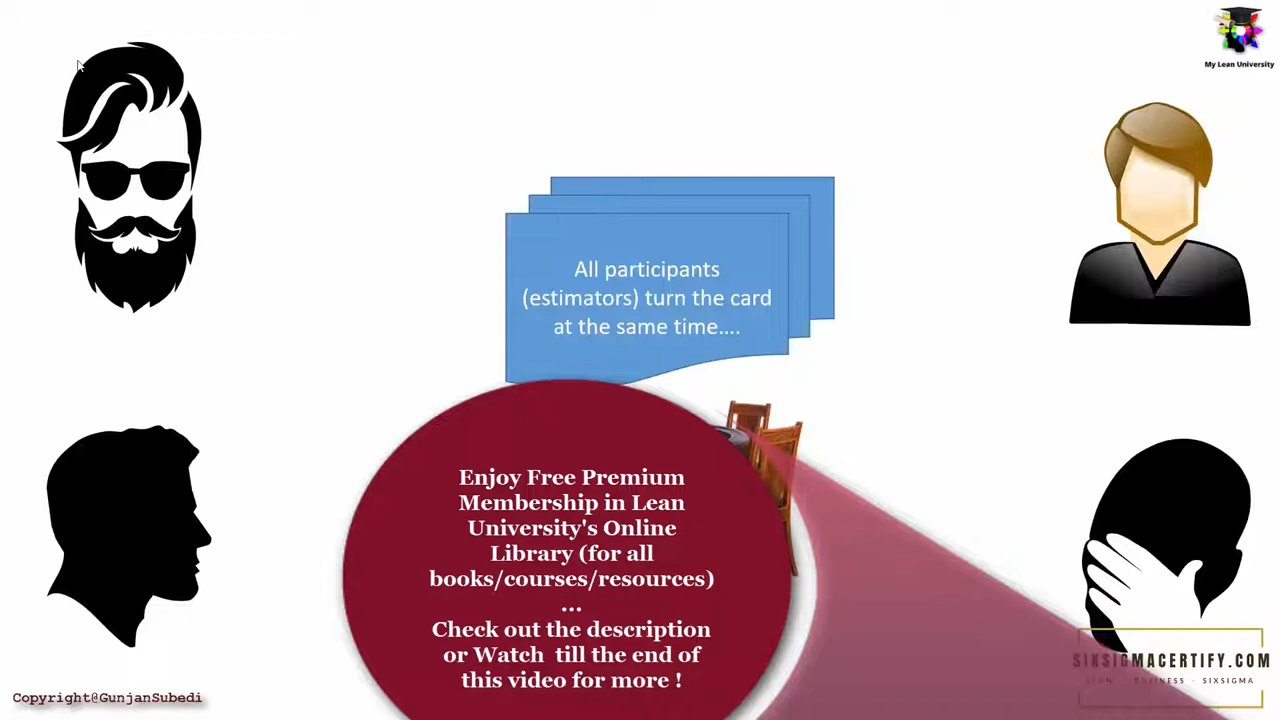 My Lean University
All participants
(estimators) turn the card
at the same time....
Enjoy Free Premium
Membership in Lean
University's Online
Library (for all
books/courses/resources)
...
Check out the description
or Watch till the end of
this video for more !
SIXSIGMACERTIFY.COM
LEAN · BUSINESS · SIXSIGMA
Copyright@GunjanSubedi